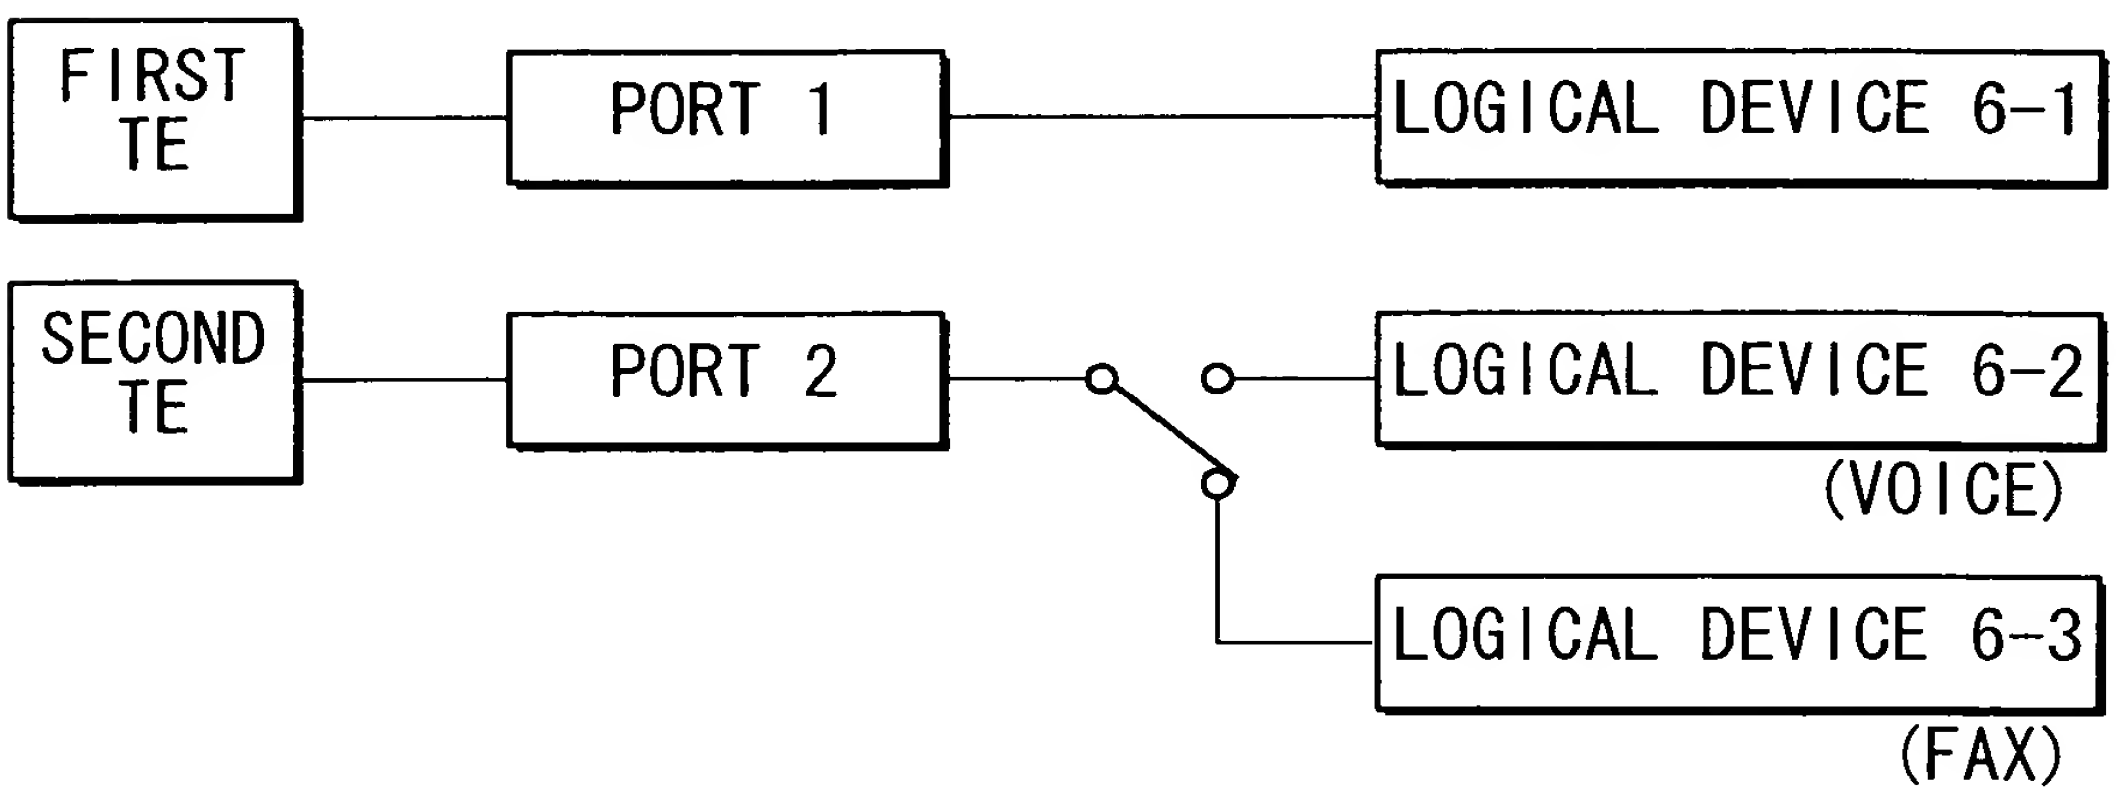 FIRST
TE
PORT 1
LOGICAL DEVICE 6-1
SECOND
TE
PORT 2
LOGICAL DEVICE 6-2
(VOICE)
LOGICAL DEVICE 6-3
(FAX)